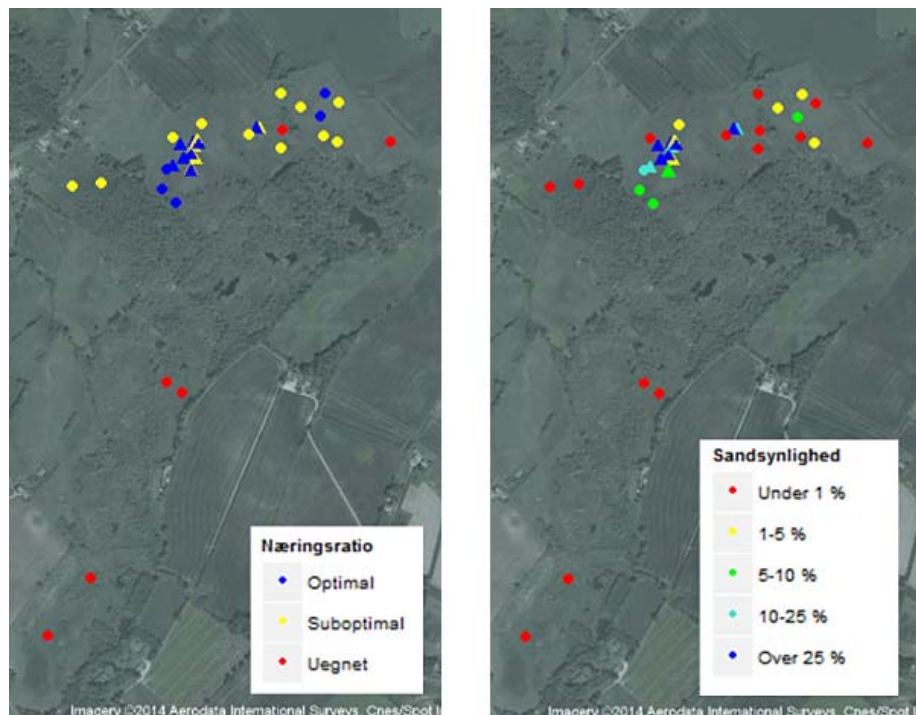 Næringsratio
Optimal
Suboptimal
Uegnet
Imagery ©2014 Aerodata International Surveys, Cnes/Spot I
Sandsynlighed
Under 1 %
1-5 %
5-10 %
10-25 %
Over 25 %
Imagery ©2014 Aerodata International Surveys, Cnes/Spot In